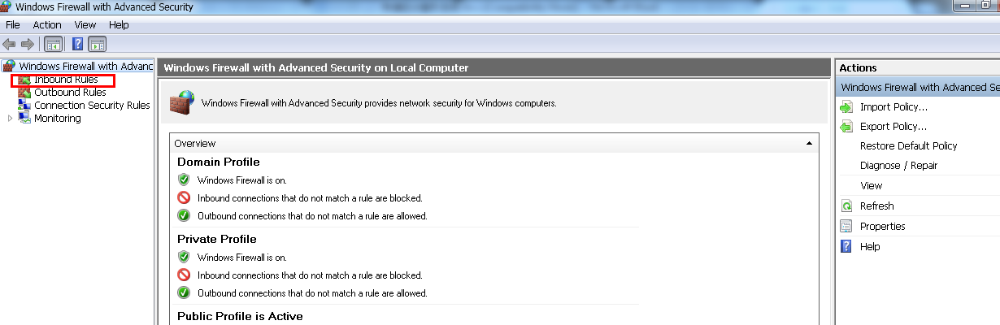 Windows Firewall with Advanced Security
File Action View Help
Windows Firewall with Advanc
Inbound Rules
Outbound Rules
Connection Security Rules
Monitoring
Windows Firewall with Advanced Security on Local Computer
Windows Firewall with Advanced Security provides network security for Windows computers.
Overview
Domain Profile
Windows Firewall is on.
Inbound connections that do not match a rule are blocked.
Outbound connections that do not match a rule are allowed.
Private Profile
Windows Firewall is on.
Inbound connections that do not match a rule are blocked.
Outbound connections that do not match a rule are allowed.
Public Profile is Active
Actions
Windows Firewall with Advanced Se
Import Policy...
Export Policy...
Restore Default Policy
Diagnose / Repair
View
Refresh
Properties
Help